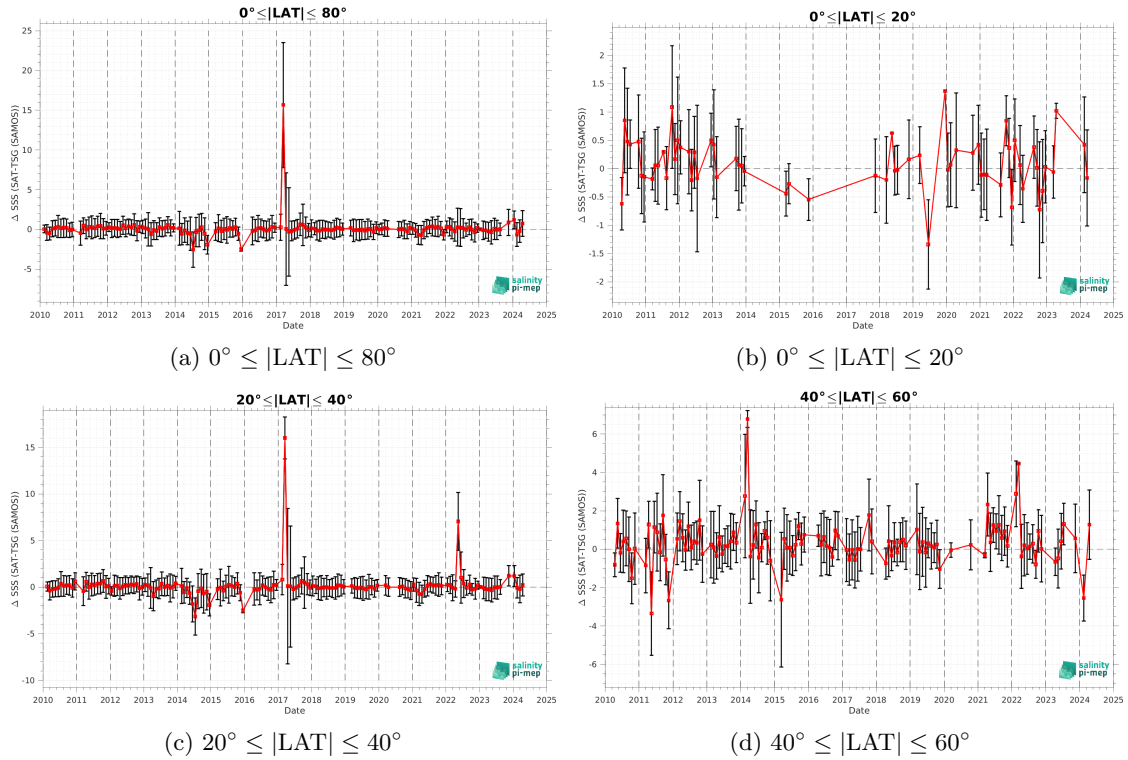 0°≤|LAT|≤ 80°
Δ SSS (SAT-TSG (SAMOS))
25
20
15
10
5
0
-5
2010 2011 2012 2013 2014 2015 2016 2017 2018 2019 2020 2021 2022 2023 2024 2025
Date
salinity
pi-mep
(a) 0° ≤ |LAT| ≤ 80°
0°≤|LAT|≤ 20°
Δ SSS (SAT-TSG (SAMOS))
2
1.5
1
0.5
0
-0.5
-1
-1.5
-2
2010 2011 2012 2013 2014 2015 2016 2017 2018 2019 2020 2021 2022 2023 2024 2025
Date
salinity
pi-mep
(b) 0° ≤ |LAT| ≤ 20°
20°≤|LAT|≤ 40°
Δ SSS (SAT-TSG (SAMOS))
15
10
5
0
-5
-10
2010 2011 2012 2013 2014 2015 2016 2017 2018 2019 2020 2021 2022 2023 2024 2025
Date
salinity
pi-mep
(c) 20° ≤ |LAT| ≤ 40°
40°≤|LAT|≤ 60°
Δ SSS (SAT-TSG (SAMOS))
6
4
2
0
-2
-4
-6
2010 2011 2012 2013 2014 2015 2016 2017 2018 2019 2020 2021 2022 2023 2024 2025
Date
salinity
pi-mep
(d) 40° ≤ |LAT| ≤ 60°